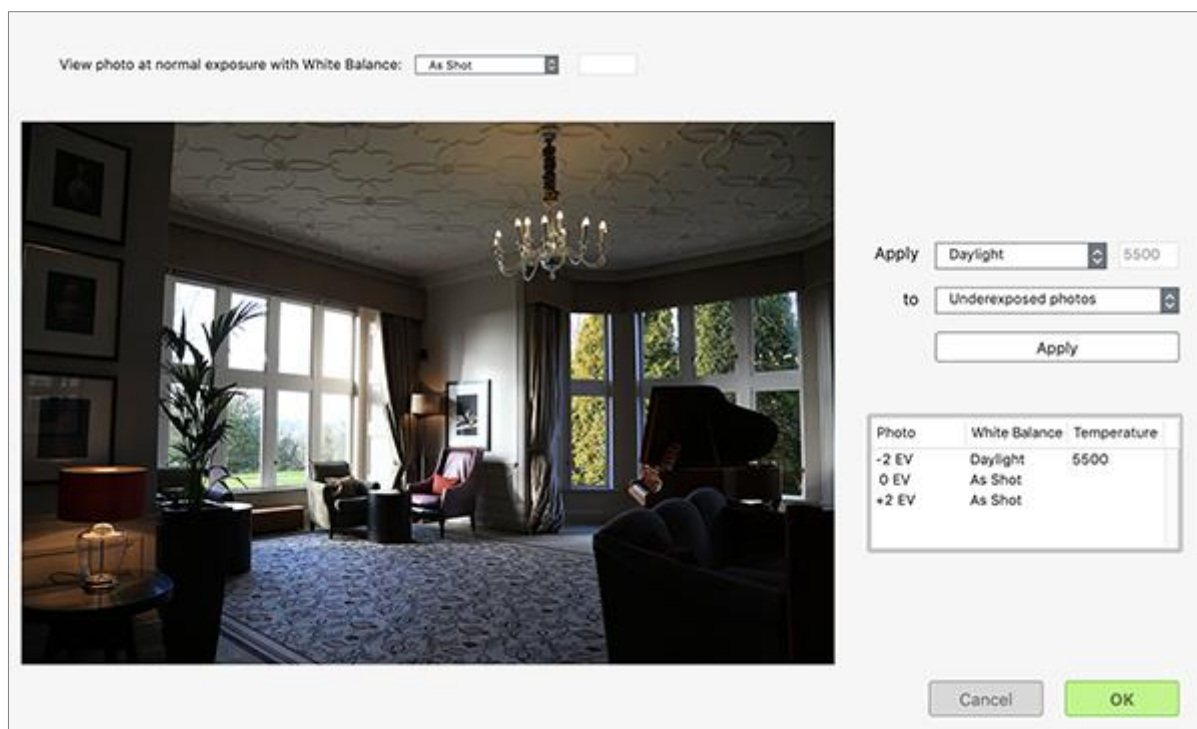 View photo at normal exposure with White Balance: As Shot
Apply Daylight 5500
to Underexposed photos
Apply
Photo White Balance Temperature
-2 EV Daylight 5500
0 EV As Shot
+2 EV As Shot
Cancel OK